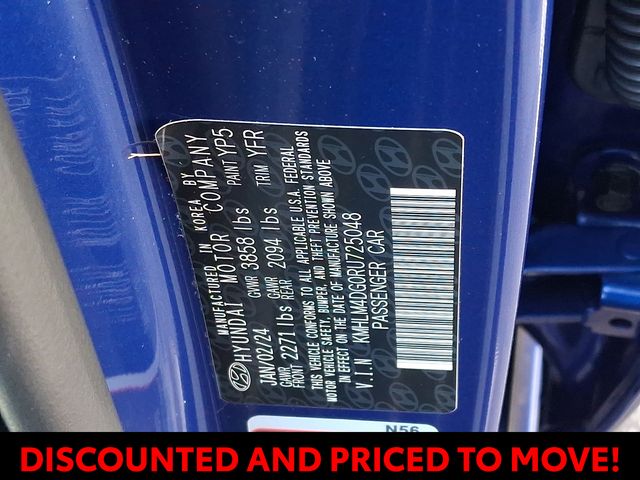 MANUFACTURED IN KOREA BY
HYUNDAI MOTOR COMPANY
JAN/02/24 GVWR 3858 lbs PAINT YP5
GAWR FRONT 2271 lbs GAWR REAR 2094 lbs TRIM YFR
THIS VEHICLE CONFORMS TO ALL APPLICABLE U.S.A. FEDERAL
MOTOR VEHICLE SAFETY, BUMPER, AND THEFT PREVENTION STANDARDS
IN EFFECT ON THE DATE OF MANUFACTURE SHOWN ABOVE
V.I.N KMHLM4DG0RU725048
PASSENGER CAR
N56
DISCOUNTED AND PRICED TO MOVE!